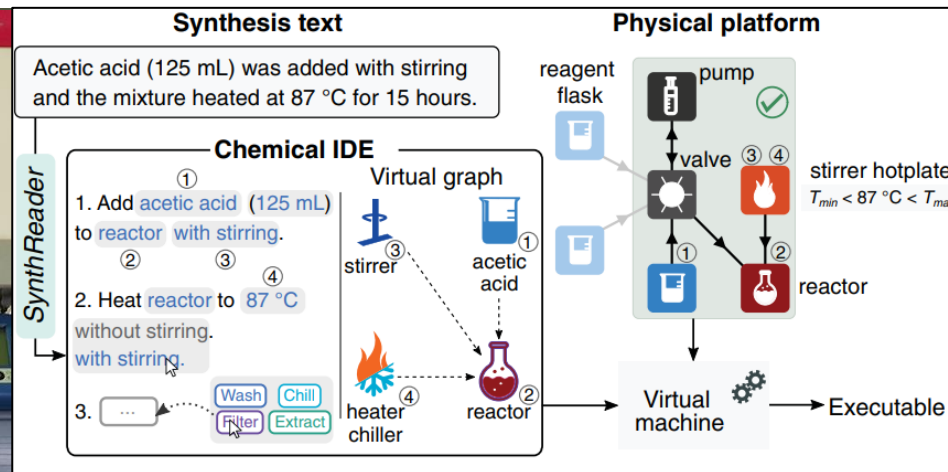 Synthesis text
Acetic acid (125 mL) was added with stirring
and the mixture heated at 87 °C for 15 hours.
SynthReader
Chemical IDE
①
1. Add acetic acid (125 mL)
to reactor with stirring.
② ③
④
2. Heat reactor to 87 °C
without stirring.
with stirring.
3. ...
Wash Chill
Filter Extract
Virtual graph
stirrer
③
①
acetic
acid
heater
chiller
④
reactor
②
Physical platform
reagent
flask
pump
valve
③ ④
stirrer hotplate
T min < 87 °C < T
①
②
reactor
Virtual
machine
Executable